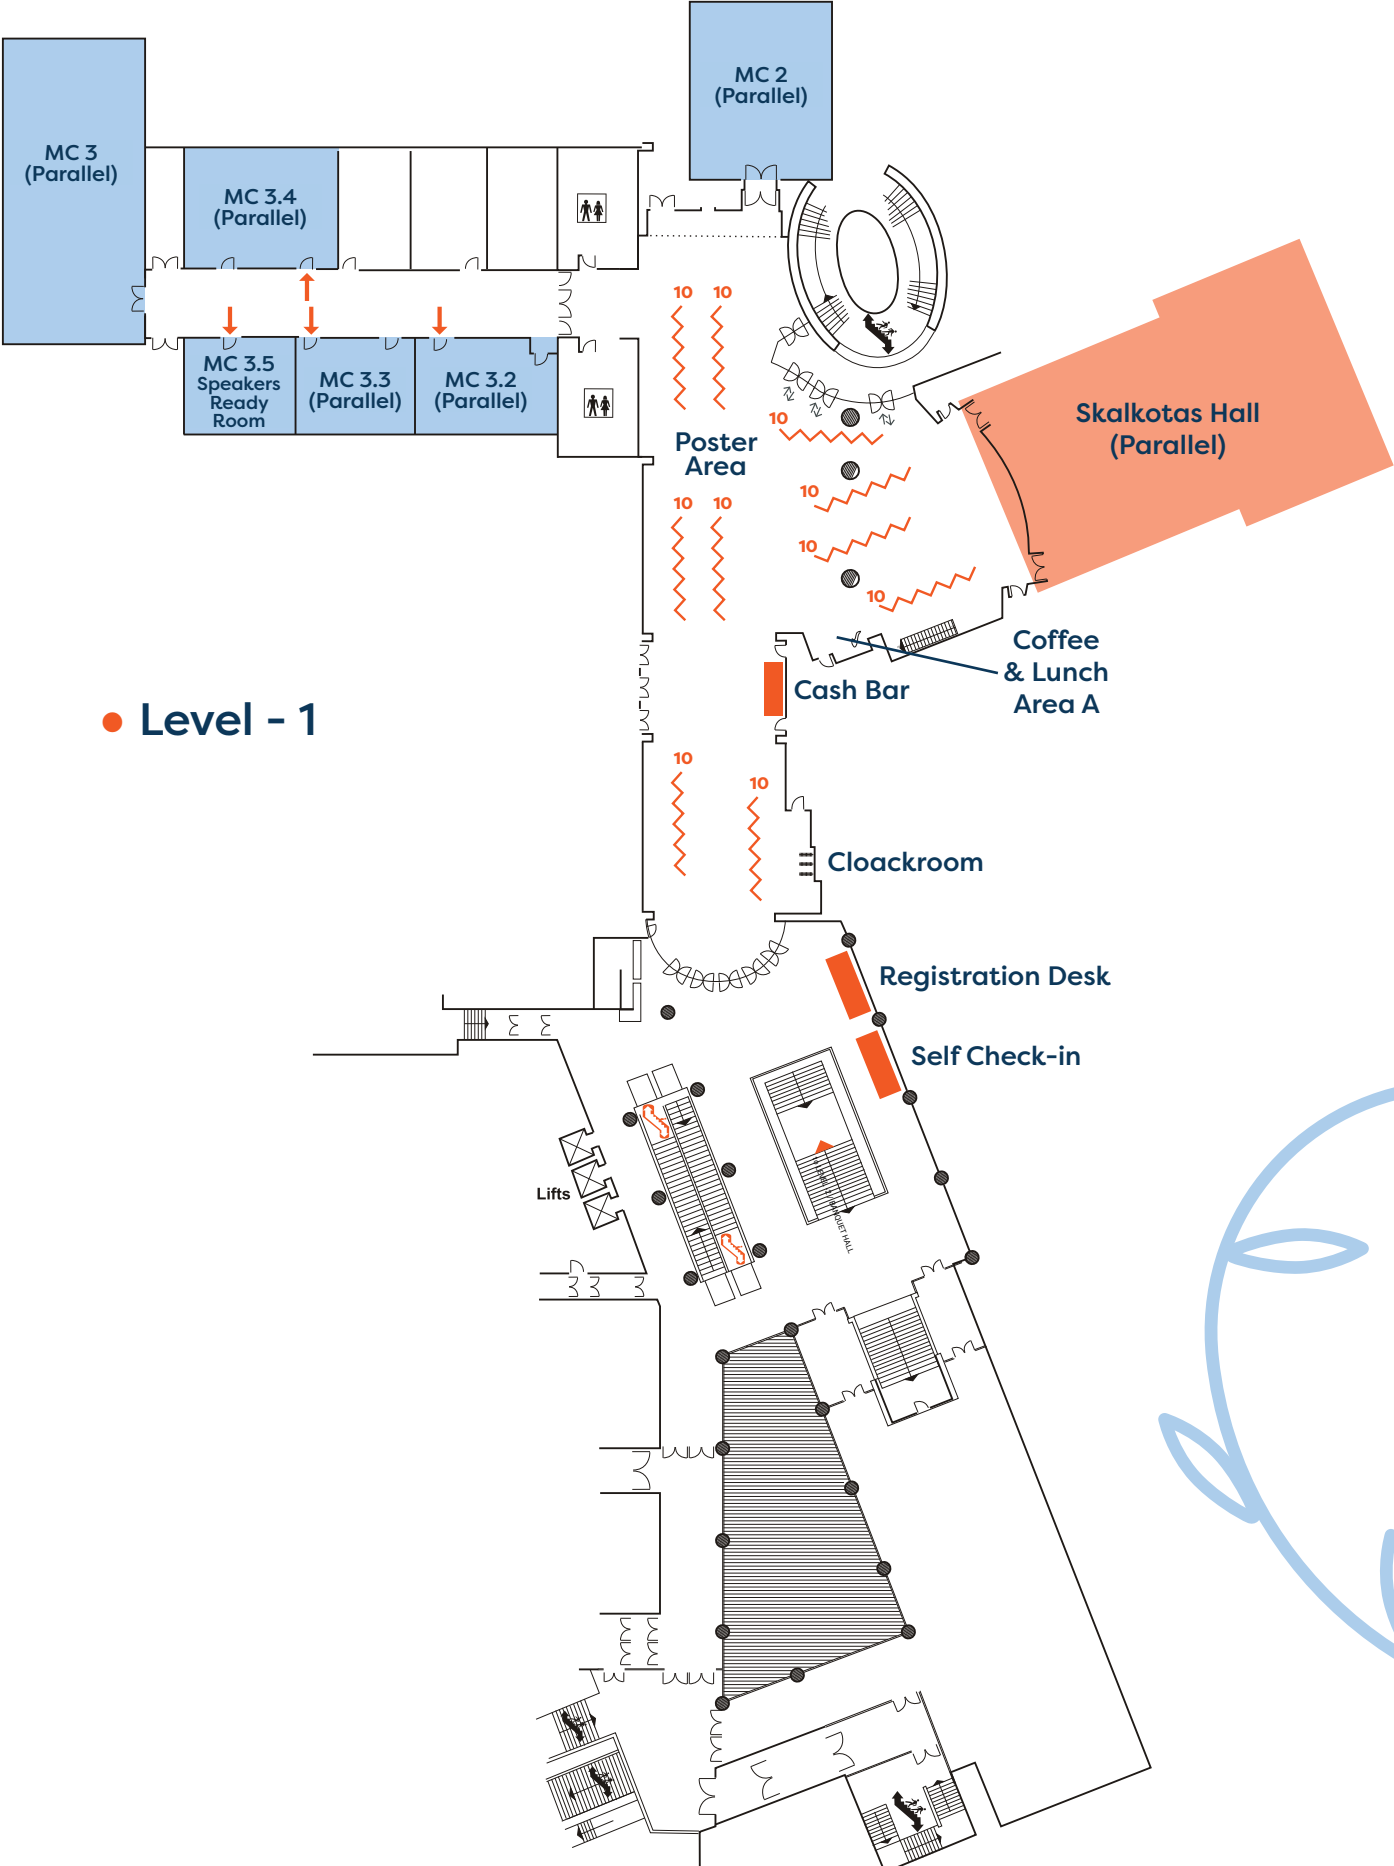 MC 2
(Parallel)
MC 3
(Parallel)
MC 3.4
(Parallel)
10 10
MC 3.5
Speakers
Ready
Room
MC 3.3
(Parallel)
MC 3.2
(Parallel)
Skalkotas Hall
(Parallel)
10
Poster
Area
10
10 10
10
10
Coffee
& Lunch
Area A
Cash Bar
Level - 1
10
10
Cloackroom
Registration Desk
Self Check-in
Lifts
BANQUET HALL